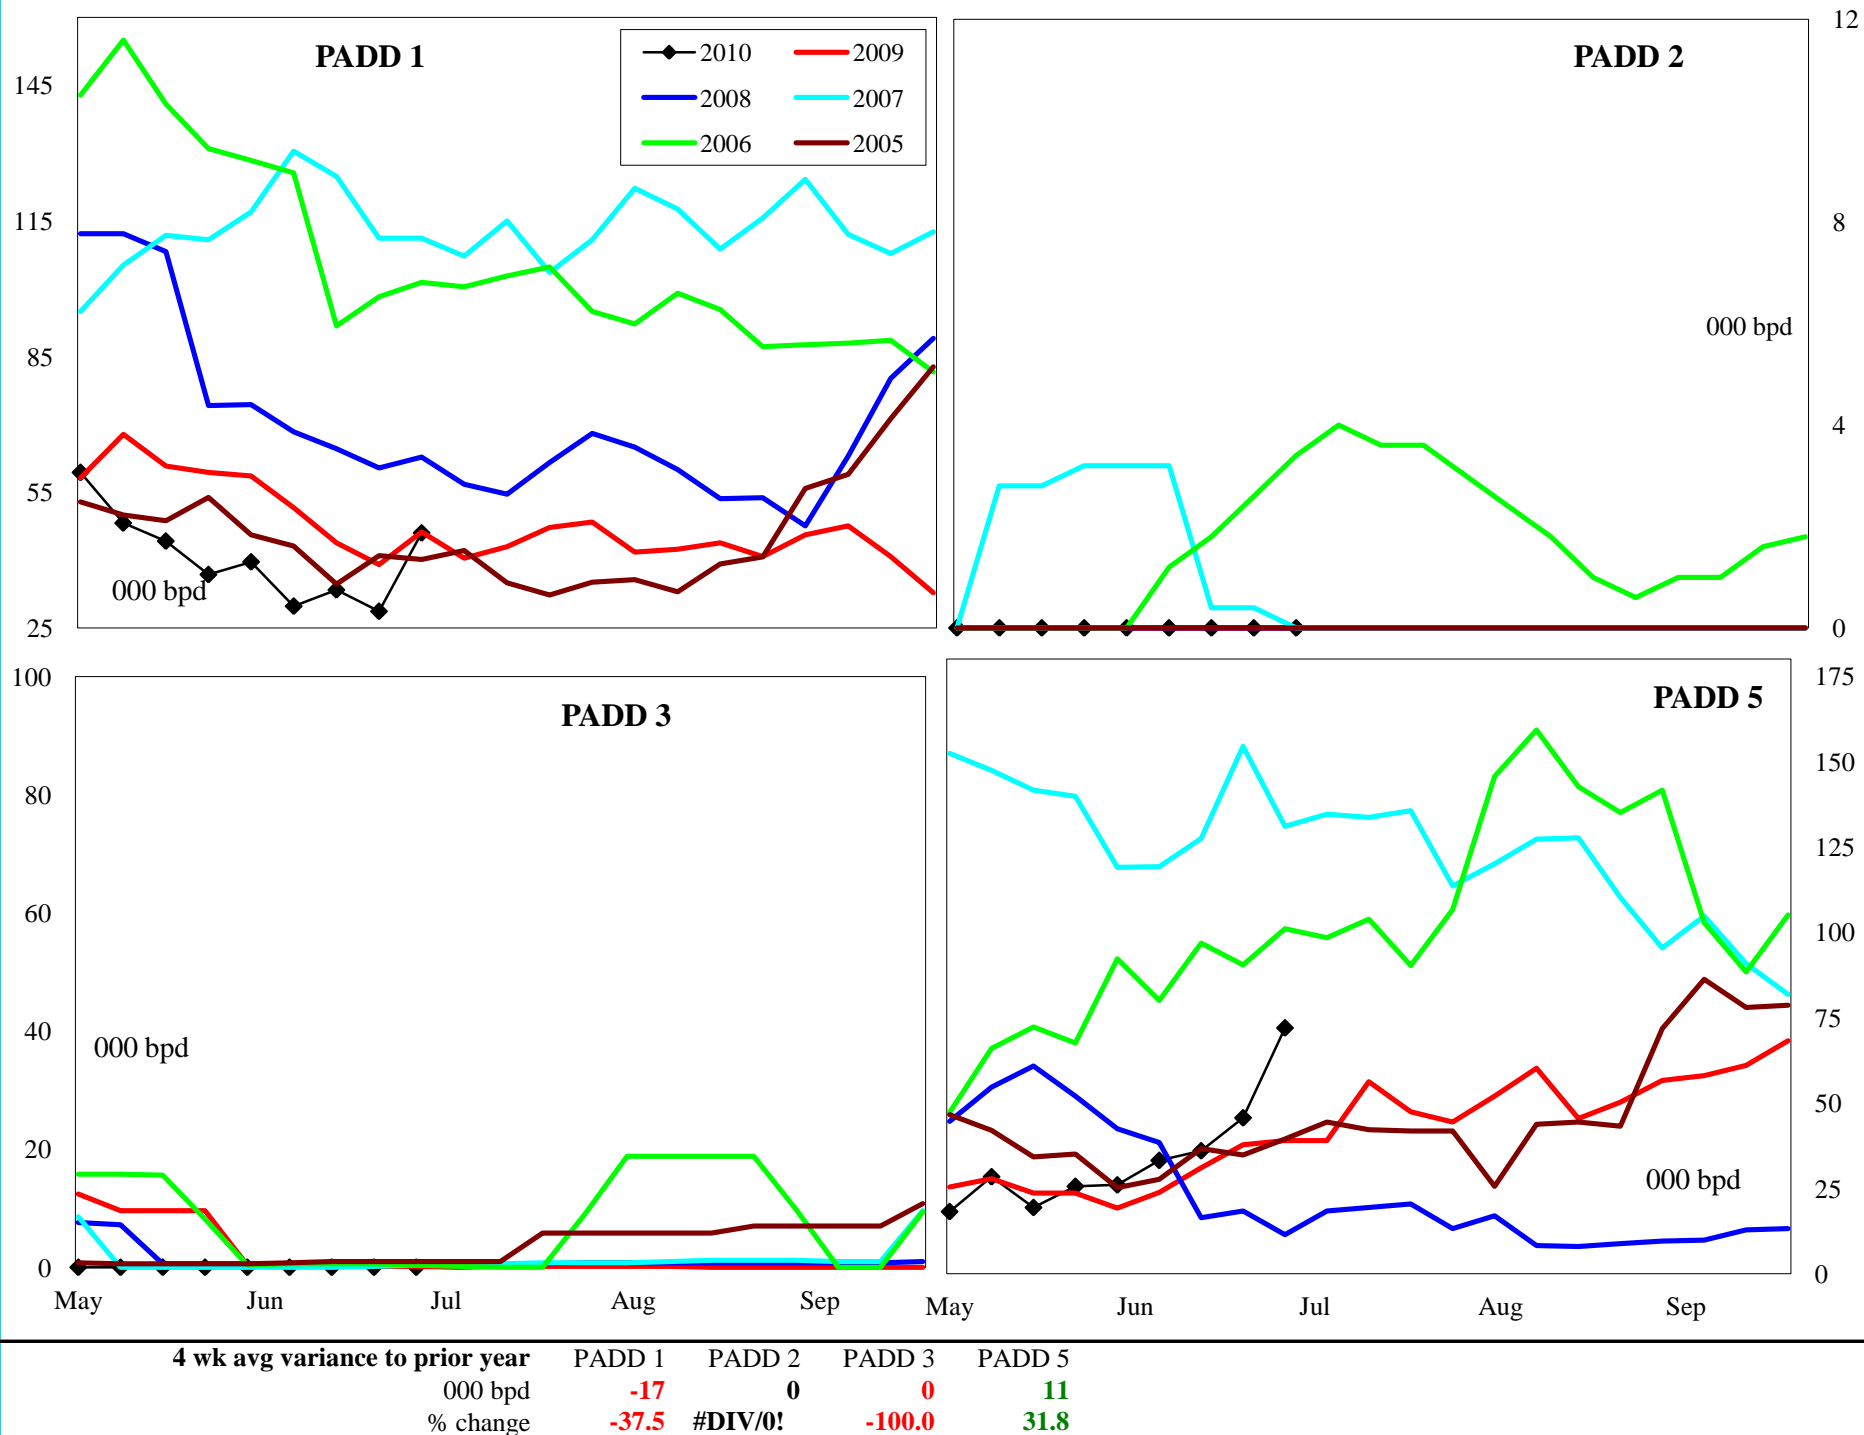 PADD 1
2010 2009
2008 2007
2006 2005
145
115
85
55
25
000 bpd
PADD 2
12
8
4
0
000 bpd
PADD 3
100
80
60
40
20
0
000 bpd
May Jun Jul Aug Sep
PADD 5
175
150
125
100
75
50
25
0
000 bpd
May Jun Jul Aug Sep
4 wk avg variance to prior year PADD 1 PADD 2 PADD 3 PADD 5
000 bpd -17 0 0 11
% change -37.5 #DIV/0! -100.0 31.8